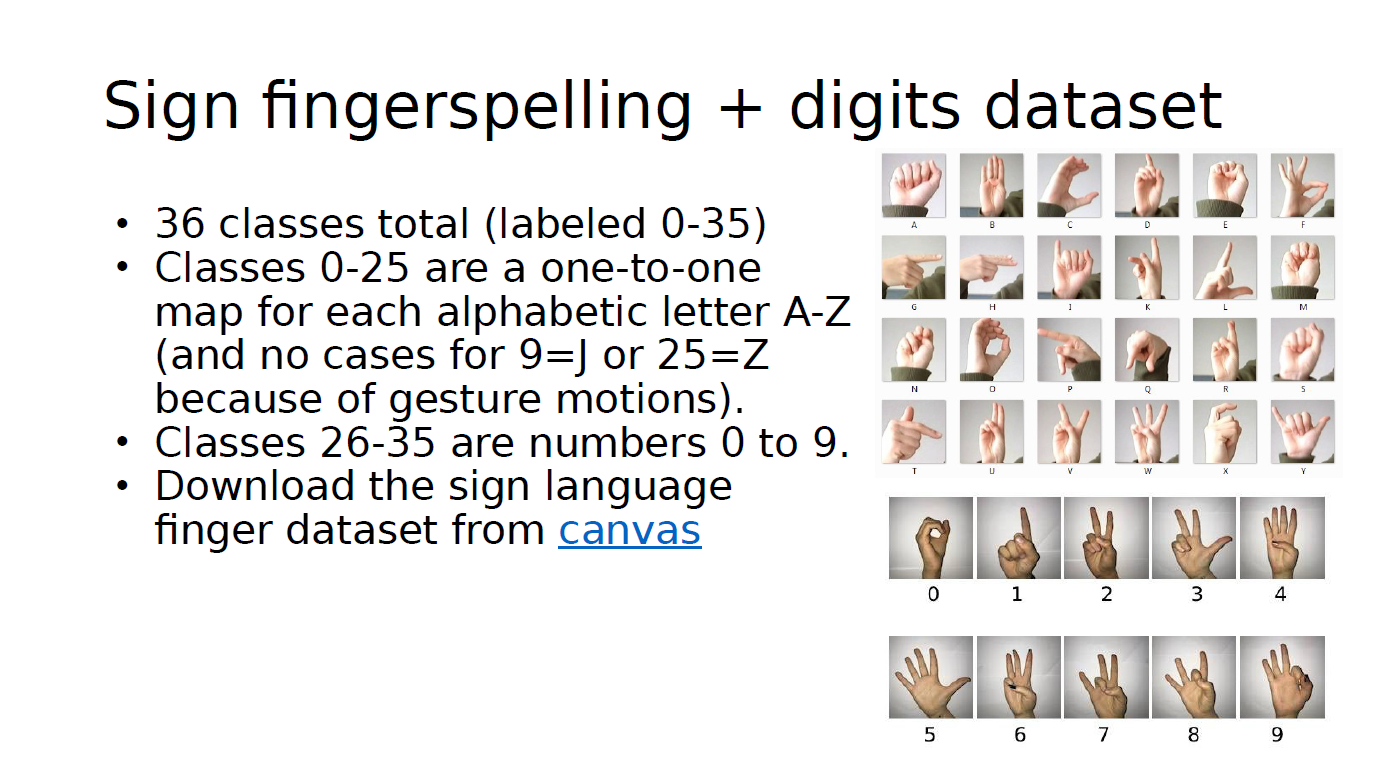 Sign fingerspelling + digits dataset
• 36 classes total (labeled 0-35)
• Classes 0-25 are a one-to-one
map for each alphabetic letter A-Z
(and no cases for 9=J or 25=Z
because of gesture motions).
• Classes 26-35 are numbers 0 to 9.
• Download the sign language
finger dataset from canvas
A B C D E F
G H I K L M
N O P Q R S
T U V W X Y
0 1 2 3 4
5 6 7 8 9